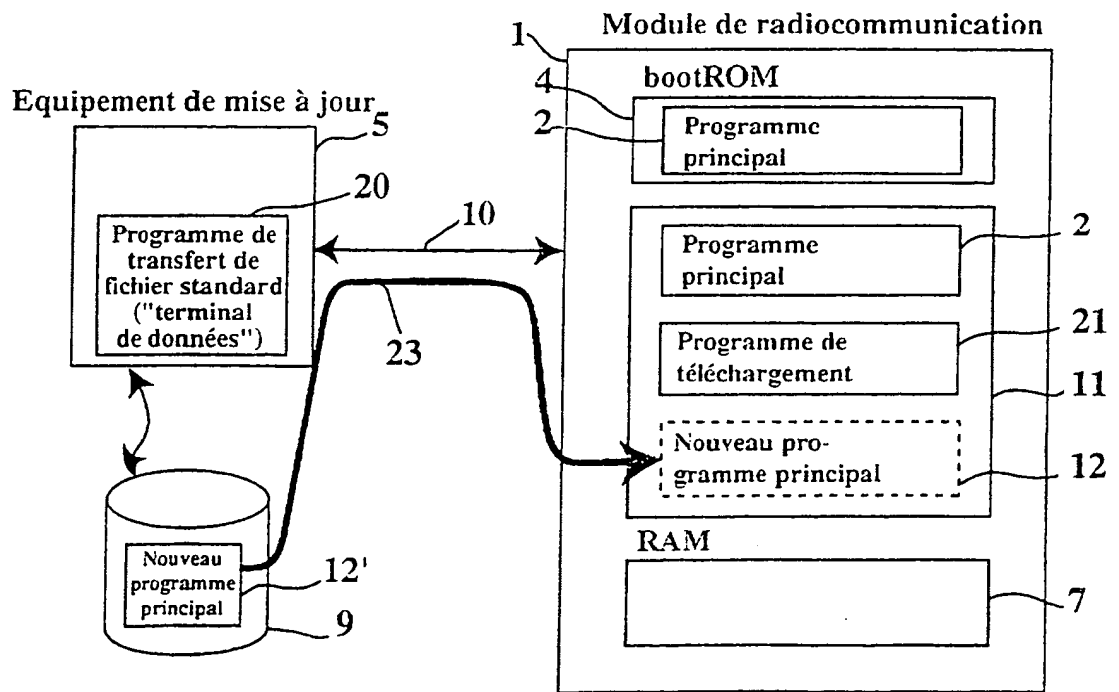 Module de radiocommunication
1
bootROM
4
2
Programme
principal
Equipement de mise à jour
5
20
Programme de
transfert de
fichier standard
("terminal
de données")
10
23
Programme
principal
2
Programme de
téléchargement
21
11
Nouveau pro-
gramme principal
12
RAM
7
Nouveau
programme
principal
12'
9